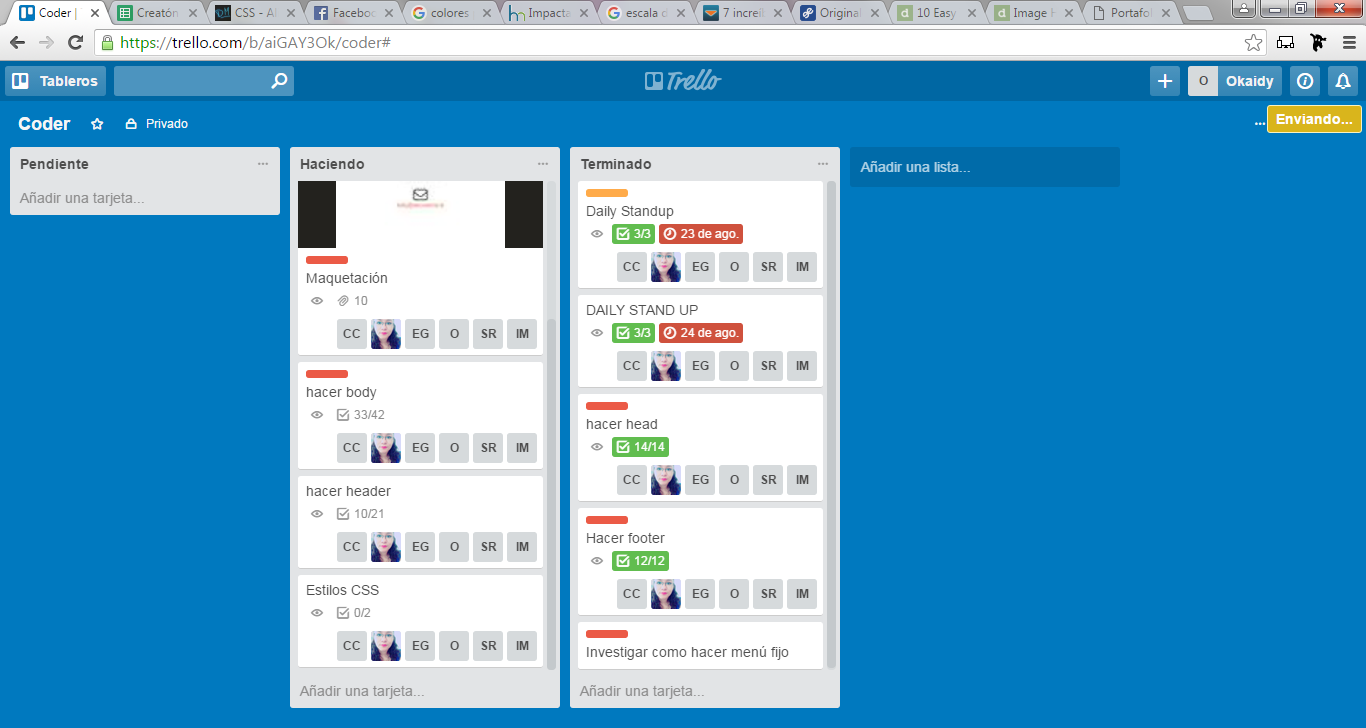 Coder |
Creatón
CSS - Al
Facebo
colores
Impacta
escala d
7 increíl
Original
10 Easy
Image H
Portafol
https://trello.com/b/aiGAY3Ok/coder#
Tableros
Trello
O
Okaidy
Coder
Privado
Enviando...
Pendiente
Añadir una tarjeta...
Haciendo
Maquetación
10
CC EG O SR IM
hacer body
33/42
CC EG O SR IM
hacer header
10/21
CC EG O SR IM
Estilos CSS
0/2
CC EG O SR IM
Añadir una tarjeta...
Terminado
Daily Standup
3/3 23 de ago.
CC EG O SR IM
DAILY STAND UP
3/3 24 de ago.
CC EG O SR IM
hacer head
14/14
CC EG O SR IM
Hacer footer
12/12
CC EG O SR IM
Investigar como hacer menú fijo
Añadir una tarjeta...
Añadir una lista...